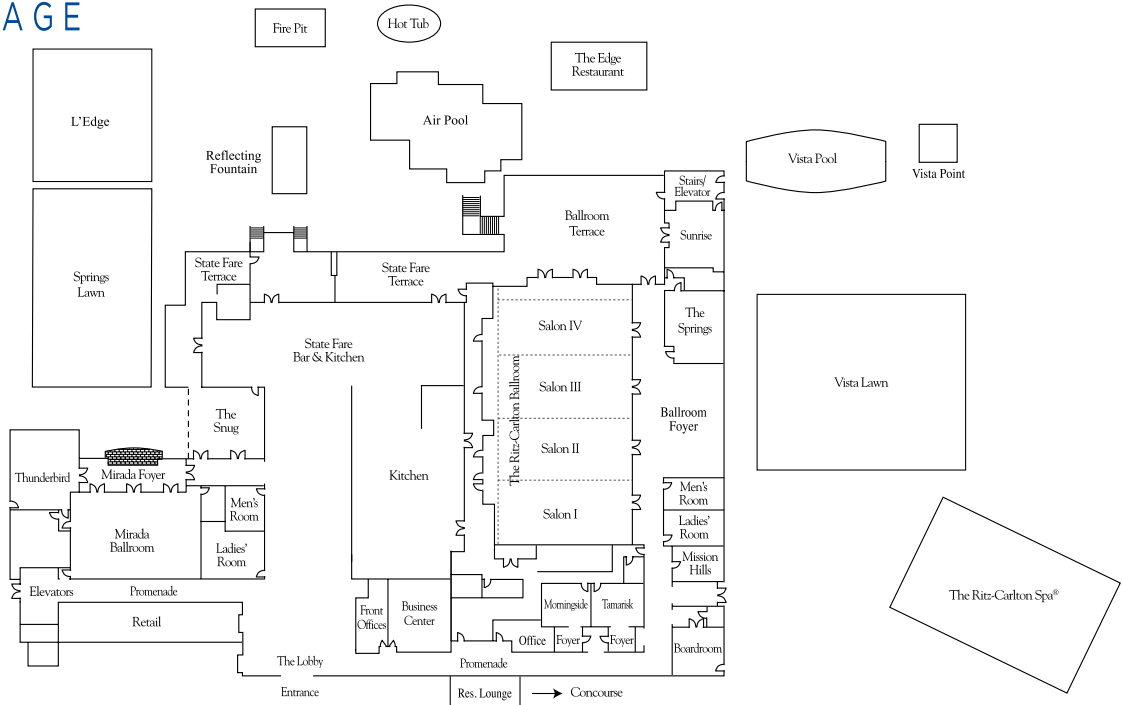 AGE
Fire Pit
Hot Tub
The Edge
Restaurant
L'Edge
Air Pool
Reflecting
Fountain
Vista Pool
Vista Point
Stairs/
Elevator
Ballroom
Terrace
Sunrise
State Fare
Terrace
State Fare
Terrace
Springs
Lawn
The
Springs
Salon IV
State Fare
Bar & Kitchen
Salon III
Vista Lawn
The Ritz-Carlton Ballroom
The
Snug
Ballroom
Foyer
Salon II
Thunderbird
Mirada Foyer
Kitchen
Men's
Room
Men's
Room
Salon I
Ladies'
Room
Mirada
Ballroom
Ladies'
Room
Mission
Hills
Elevators
Promenade
The Ritz-Carlton Spa®
Front
Offices
Business
Center
Morningside
Tamarisk
Retail
Office
Foyer
Foyer
Boardroom
The Lobby
Promenade
Entrance
Res. Lounge
Concourse